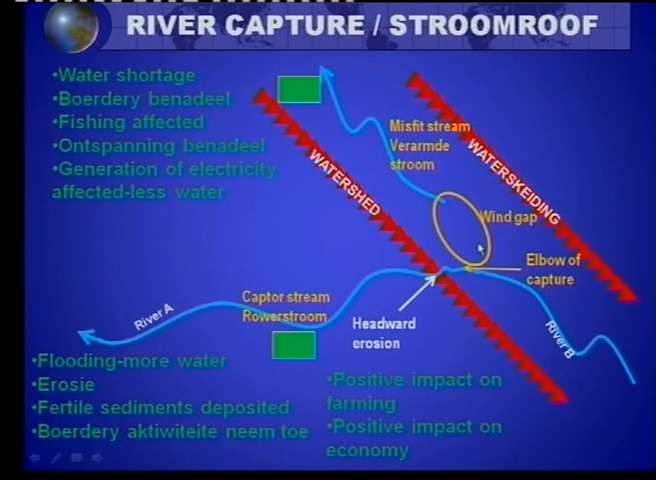 RIVER CAPTURE / STROOMROOF
•Water shortage
•Boerdery benadeel
•Fishing affected
•Ontspanning benadeel
•Generation of electricity
affected-less water
Misfit stream
Verarmde
stroom
WATERSKEIDING
WATERSHED
Wind gap
Elbow of
capture
Captor stream
Rowerstroom
River A
Headward
erosion
River B
•Flooding-more water
•Erosie
•Fertile sediments deposited
•Boerdery aktiwiteite neem toe
•Positive impact on
farming
•Positive impact on
economy